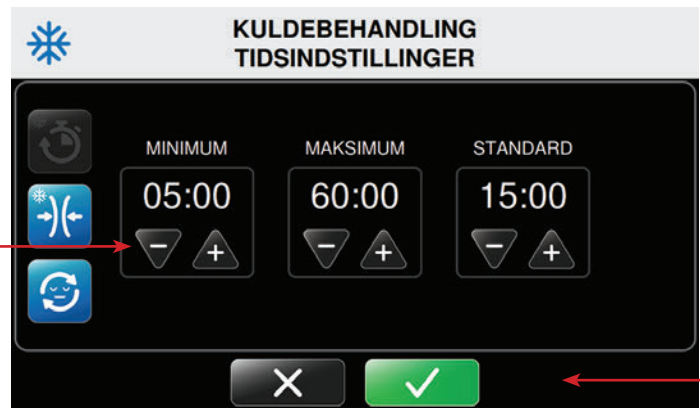 KULDEBEHANDLING
TIDSINDSTILLINGER
MINIMUM MAKSIMUM STANDARD
05:00 60:00 15:00
− + − + − +